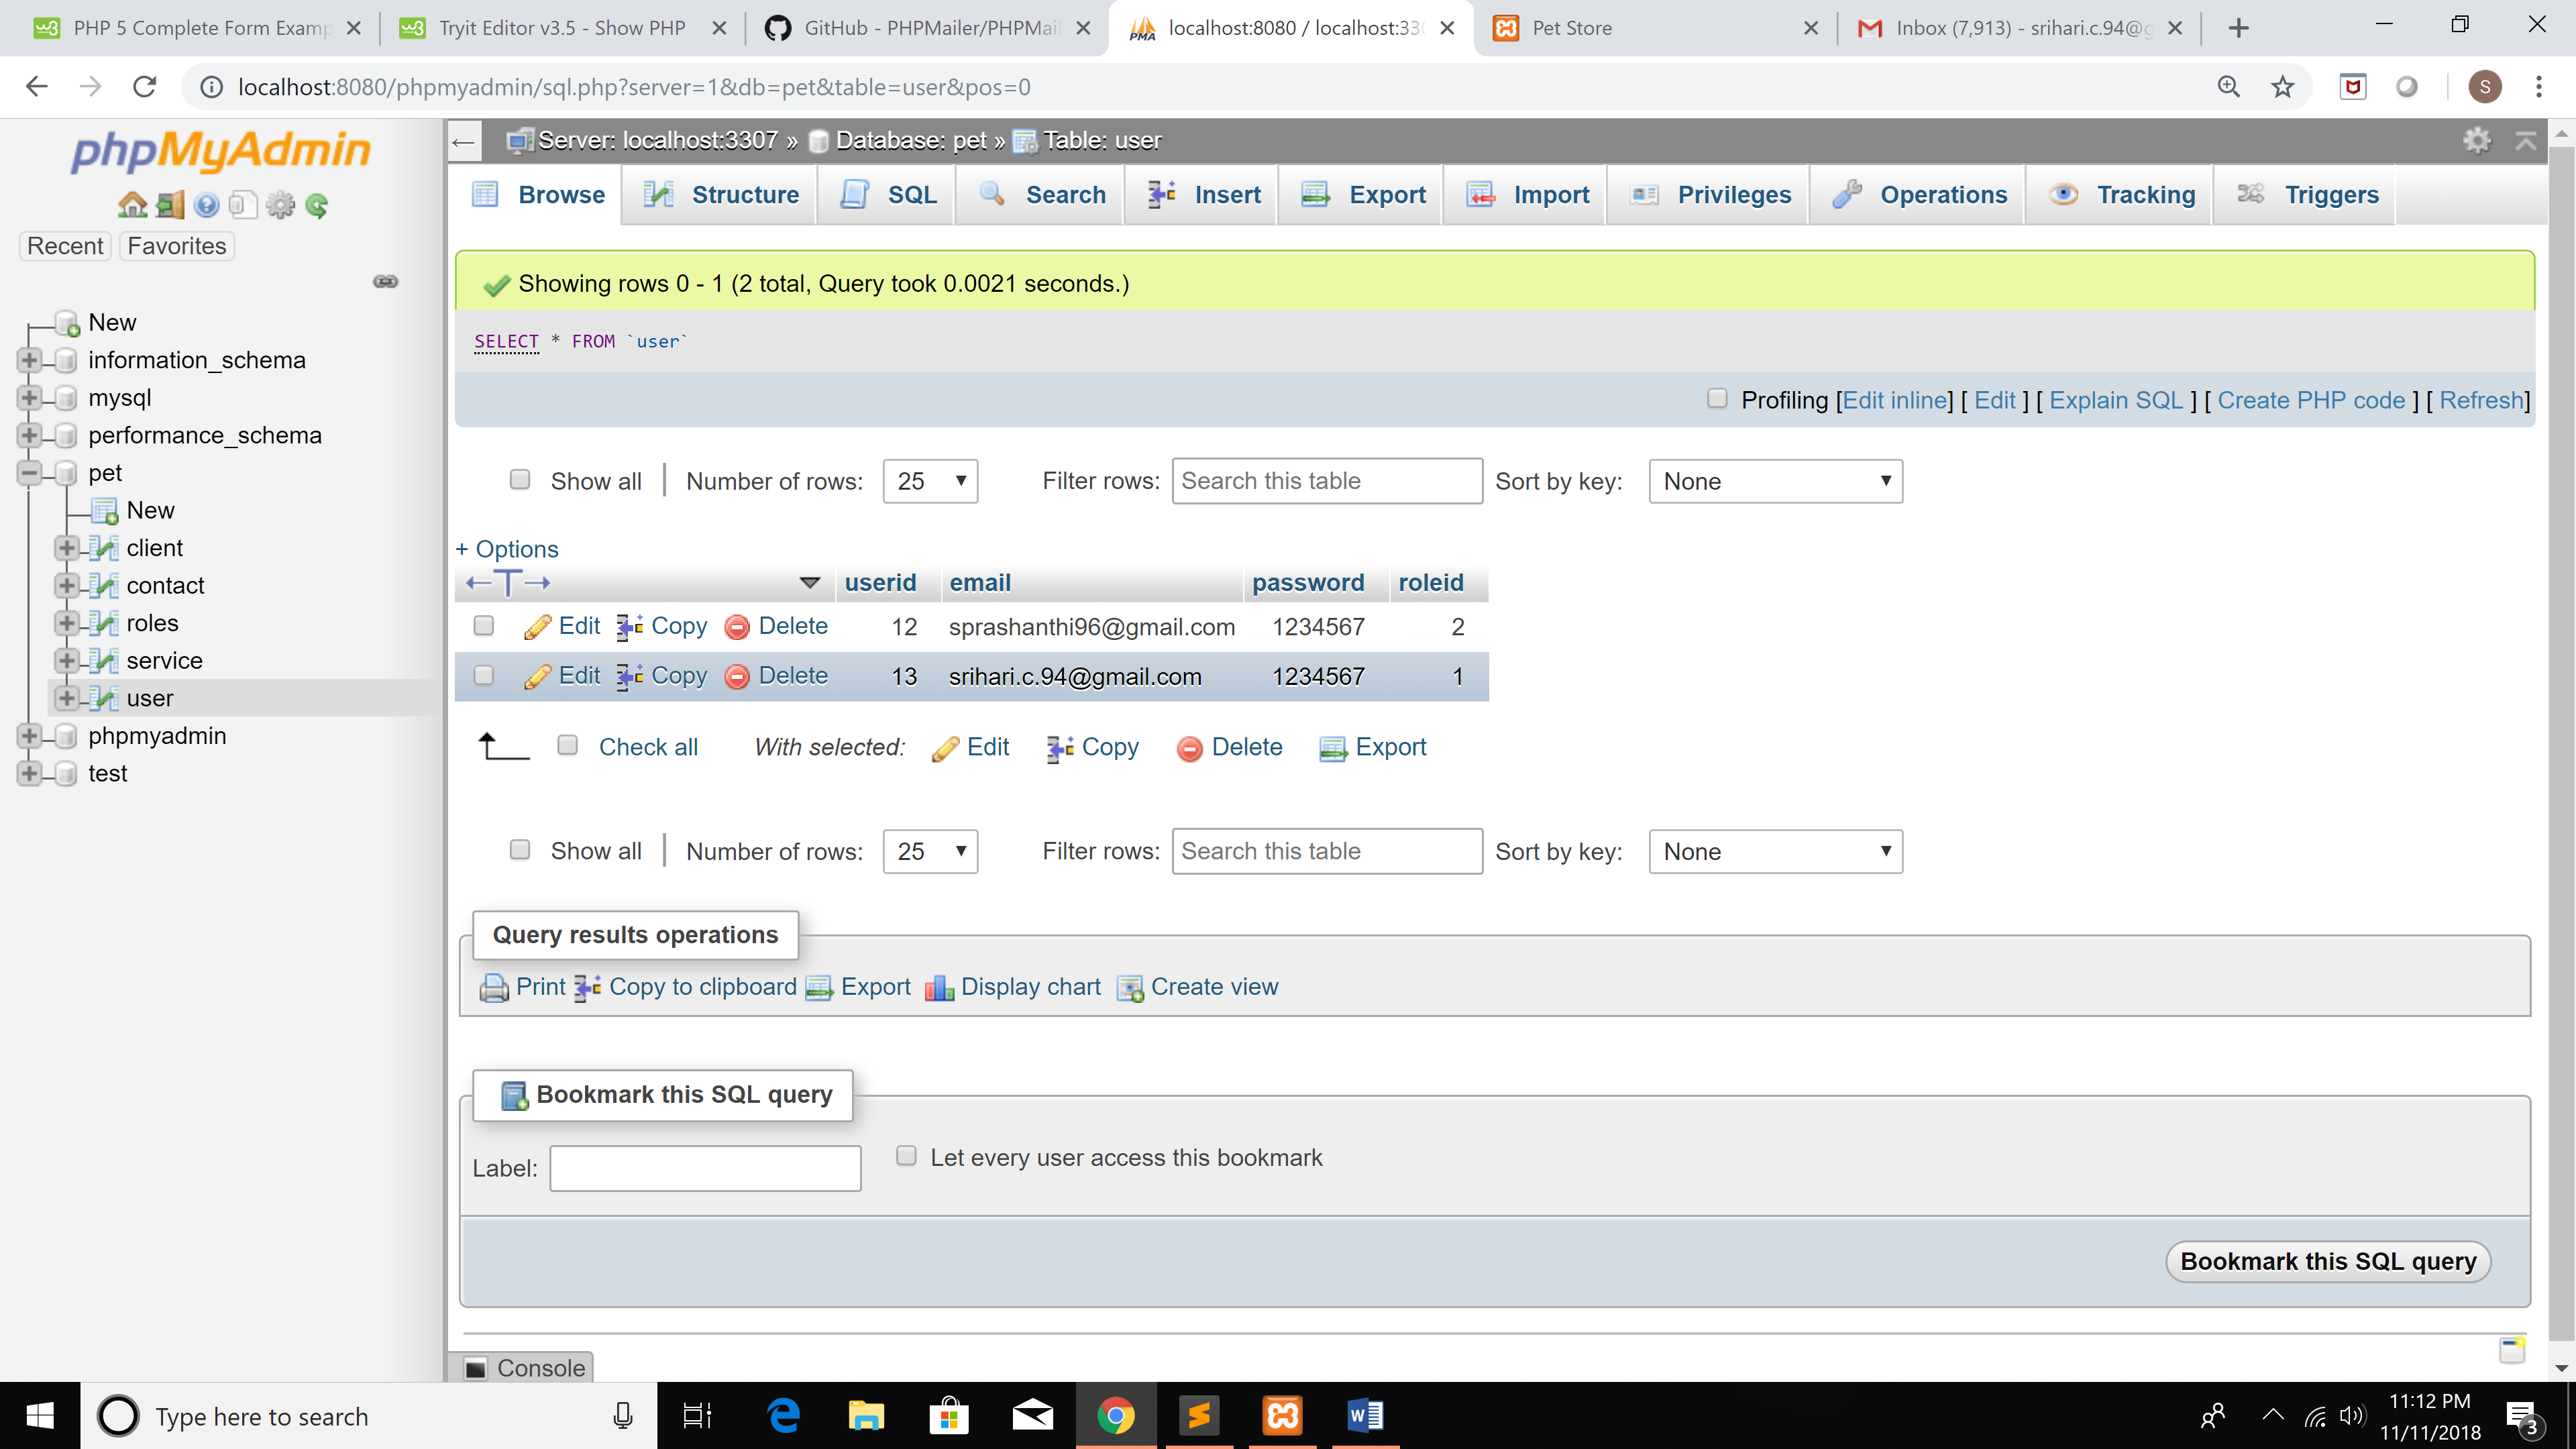 PHP 5 Complete Form Examp
Tryit Editor v3.5 - Show PHP
GitHub - PHPMailer/PHPMail
PMA localhost:8080 / localhost:330
Pet Store
Inbox (7,913) - srihari.c.94@g
localhost:8080/phpmyadmin/sql.php?server=1&db=pet&table=user&pos=0
S
phpMyAdmin
Recent Favorites
New
information_schema
mysql
performance_schema
pet
New
client
contact
roles
service
user
phpmyadmin
test
Server: localhost:3307 » Database: pet » Table: user
Browse Structure SQL Search Insert Export Import Privileges Operations Tracking Triggers
Showing rows 0 - 1 (2 total, Query took 0.0021 seconds.)
SELECT * FROM `user`
Profiling [Edit inline] [ Edit ] [ Explain SQL ] [ Create PHP code ] [ Refresh]
Show all | Number of rows: 25 Filter rows: Search this table Sort by key: None
+ Options
←T→ userid email password roleid
Edit Copy Delete 12 sprashanthi96@gmail.com 1234567 2
Edit Copy Delete 13 srihari.c.94@gmail.com 1234567 1
Check all With selected: Edit Copy Delete Export
Show all | Number of rows: 25 Filter rows: Search this table Sort by key: None
Query results operations
Print Copy to clipboard Export Display chart Create view
Bookmark this SQL query
Label: Let every user access this bookmark
Bookmark this SQL query
Console
Type here to search
11:12 PM
11/11/2018
3